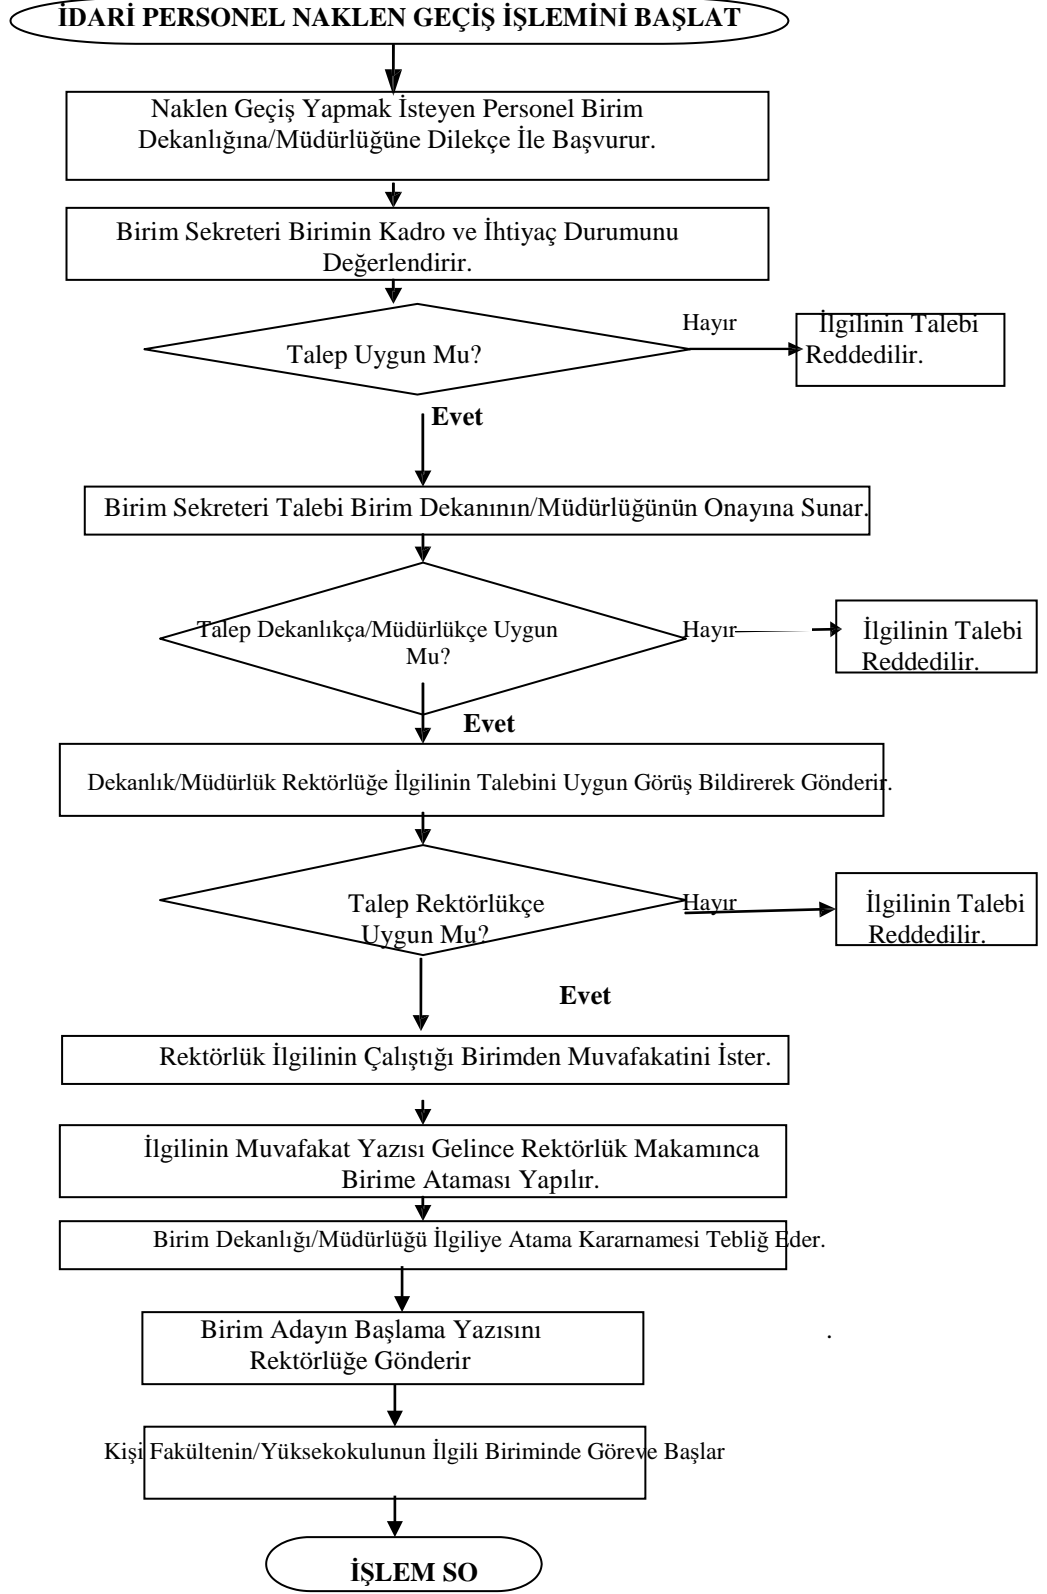 İDARİ PERSONEL NAKLEN GEÇİŞ İŞLEMİNİ BAŞLAT
Naklen Geçiş Yapmak İsteyen Personel Birim
Dekanlığına/Müdürlüğüne Dilekçe İle Başvurur.
Birim Sekreteri Birimin Kadro ve İhtiyaç Durumunu
Değerlendirir.
Talep Uygun Mu?
Hayır
İlgilinin Talebi
Reddedilir.
Evet
Birim Sekreteri Talebi Birim Dekanının/Müdürlüğünün Onayına Sunar.
Talep Dekanlıkça/Müdürlükçe Uygun
Mu?
Hayır
İlgilinin Talebi
Reddedilir.
Evet
Dekanlık/Müdürlük Rektörlüğe İlgilinin Talebini Uygun Görüş Bildirerek Gönderir.
Talep Rektörlükçe
Uygun Mu?
Hayır
İlgilinin Talebi
Reddedilir.
Evet
Rektörlük İlgilinin Çalıştığı Birimden Muvafakatini İster.
İlgilinin Muvafakat Yazısı Gelince Rektörlük Makamınca
Birime Ataması Yapılır.
Birim Dekanlığı/Müdürlüğü İlgiliye Atama Kararnamesi Tebliğ Eder.
Birim Adayın Başlama Yazısını
Rektörlüğe Gönderir
.
Kişi Fakültenin/Yüksekokulunun İlgili Biriminde Göreve Başlar
İŞLEM SO